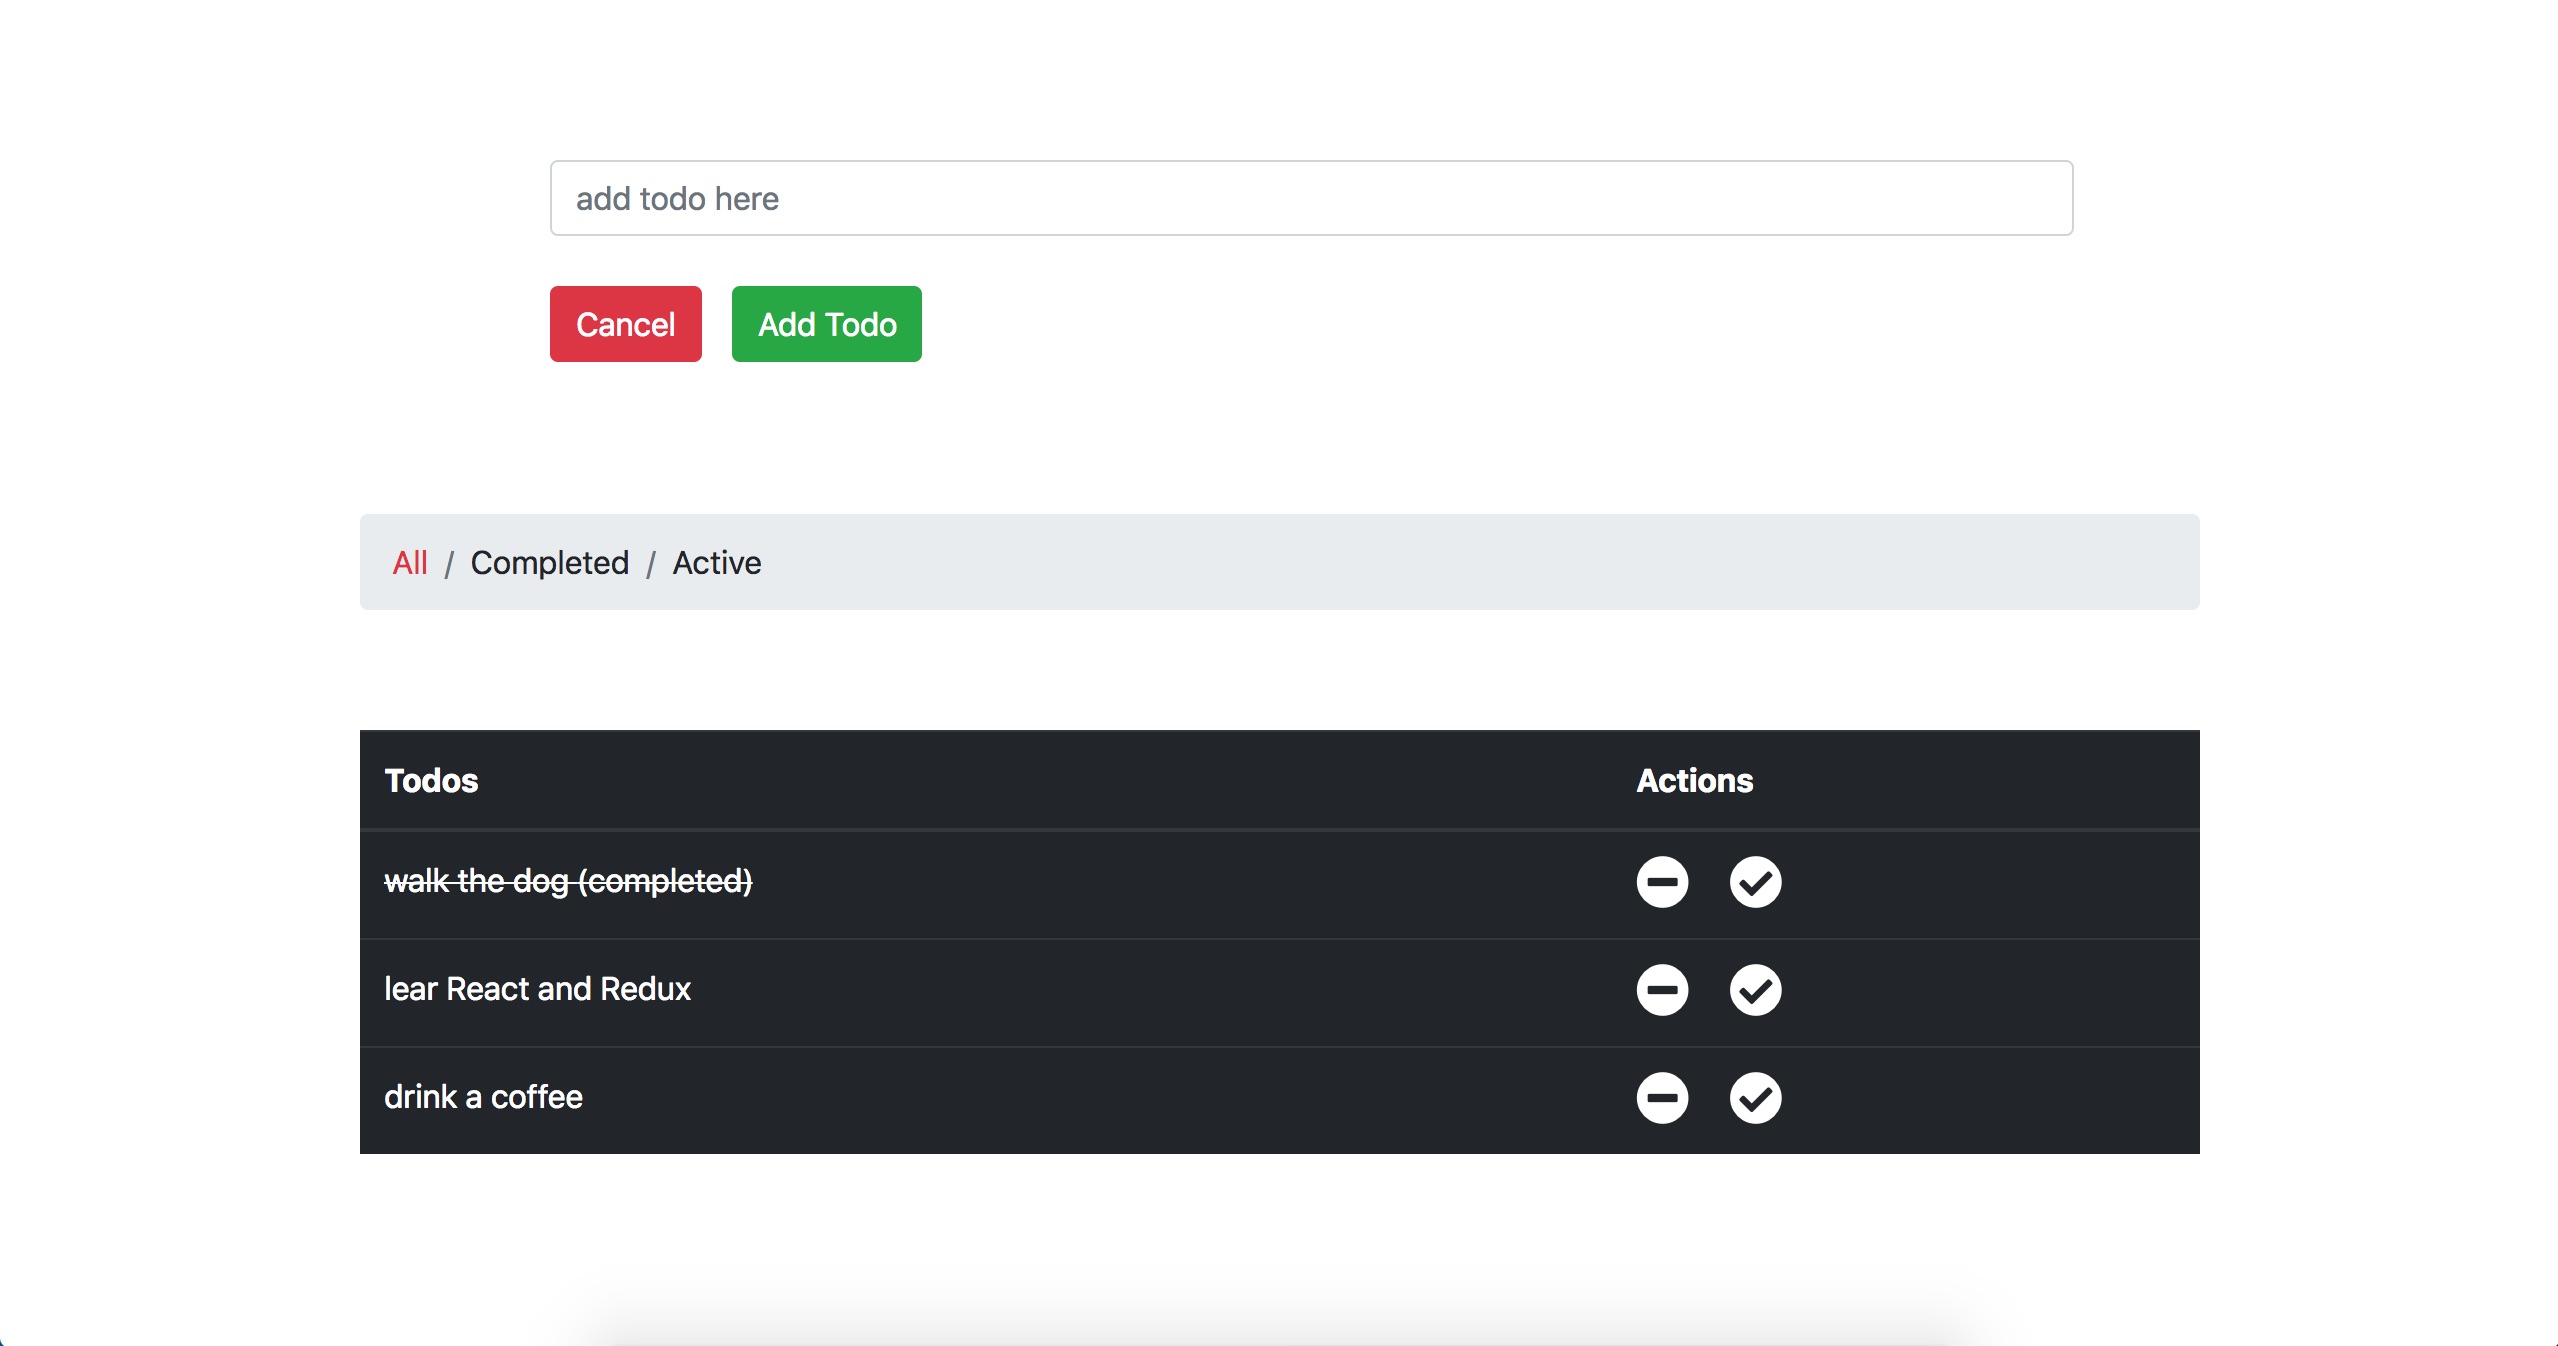 add todo here
Cancel Add Todo
All / Completed / Active
Todos Actions
walk the dog (completed)
lear React and Redux
drink a coffee